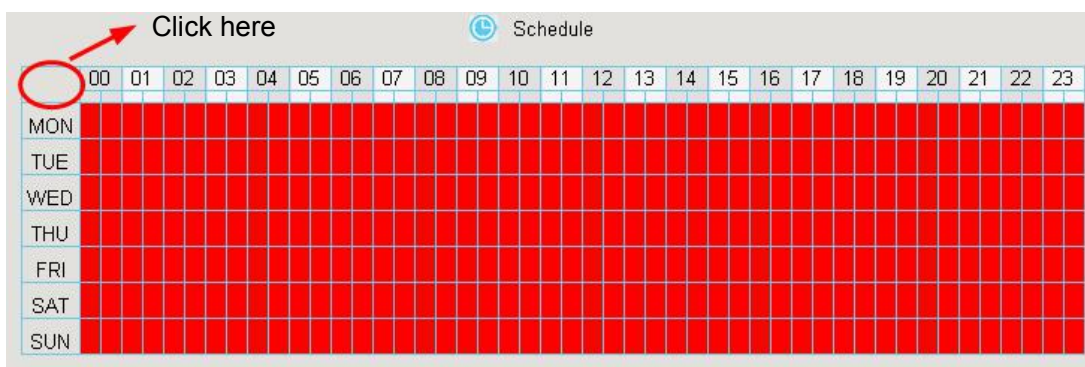 Click here
Schedule
00 01 02 03 04 05 06 07 08 09 10 11 12 13 14 15 16 17 18 19 20 21 22 23
MON
TUE
WED
THU
FRI
SAT
SUN